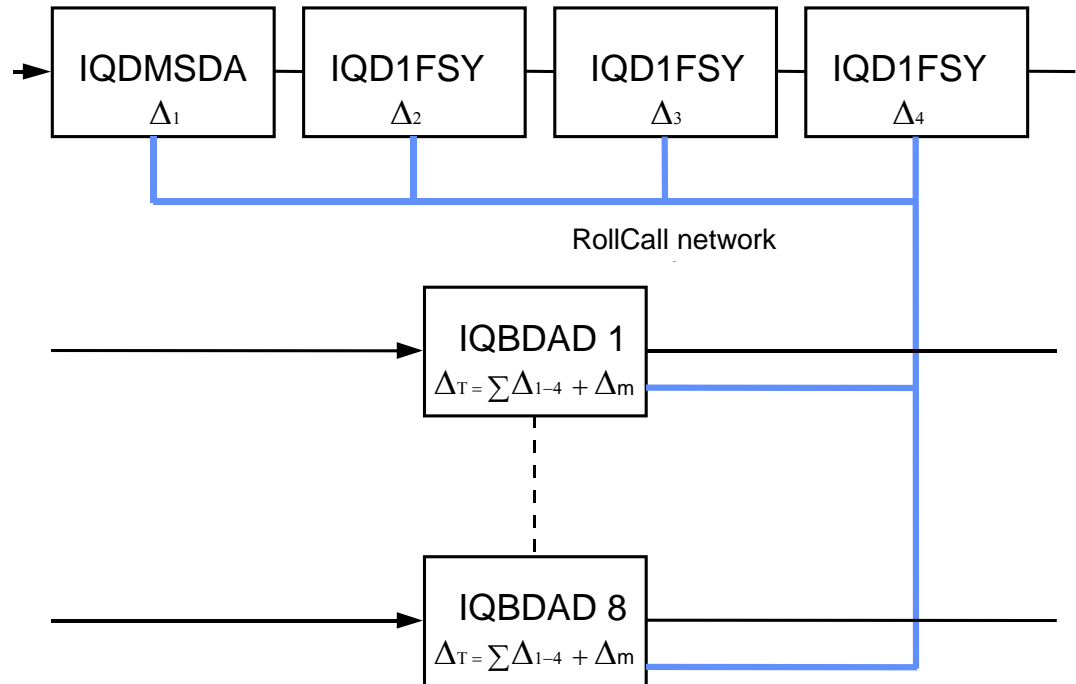 IQDMSDA
Δ1
IQD1FSY
Δ2
IQD1FSY
Δ3
IQD1FSY
Δ4
RollCall network
IQBDAD 1
ΔT = ∑Δ1–4 + Δm
IQBDAD 8
ΔT = ∑Δ1–4 + Δm